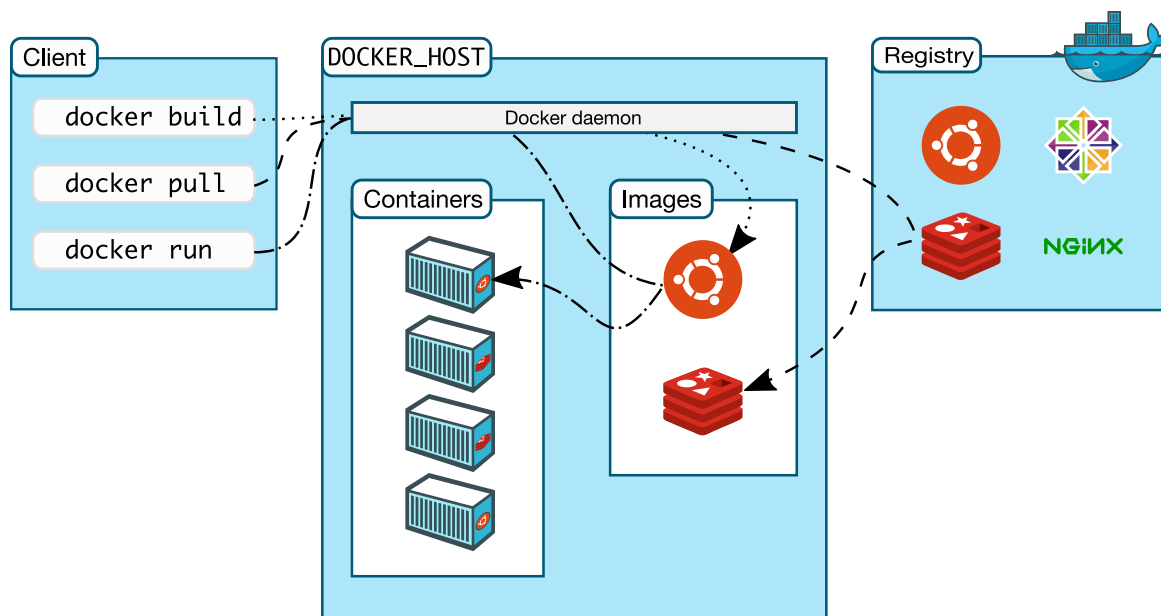 Client
docker build
docker pull
docker run
DOCKER_HOST
Docker daemon
Containers
Images
Registry
NGINX